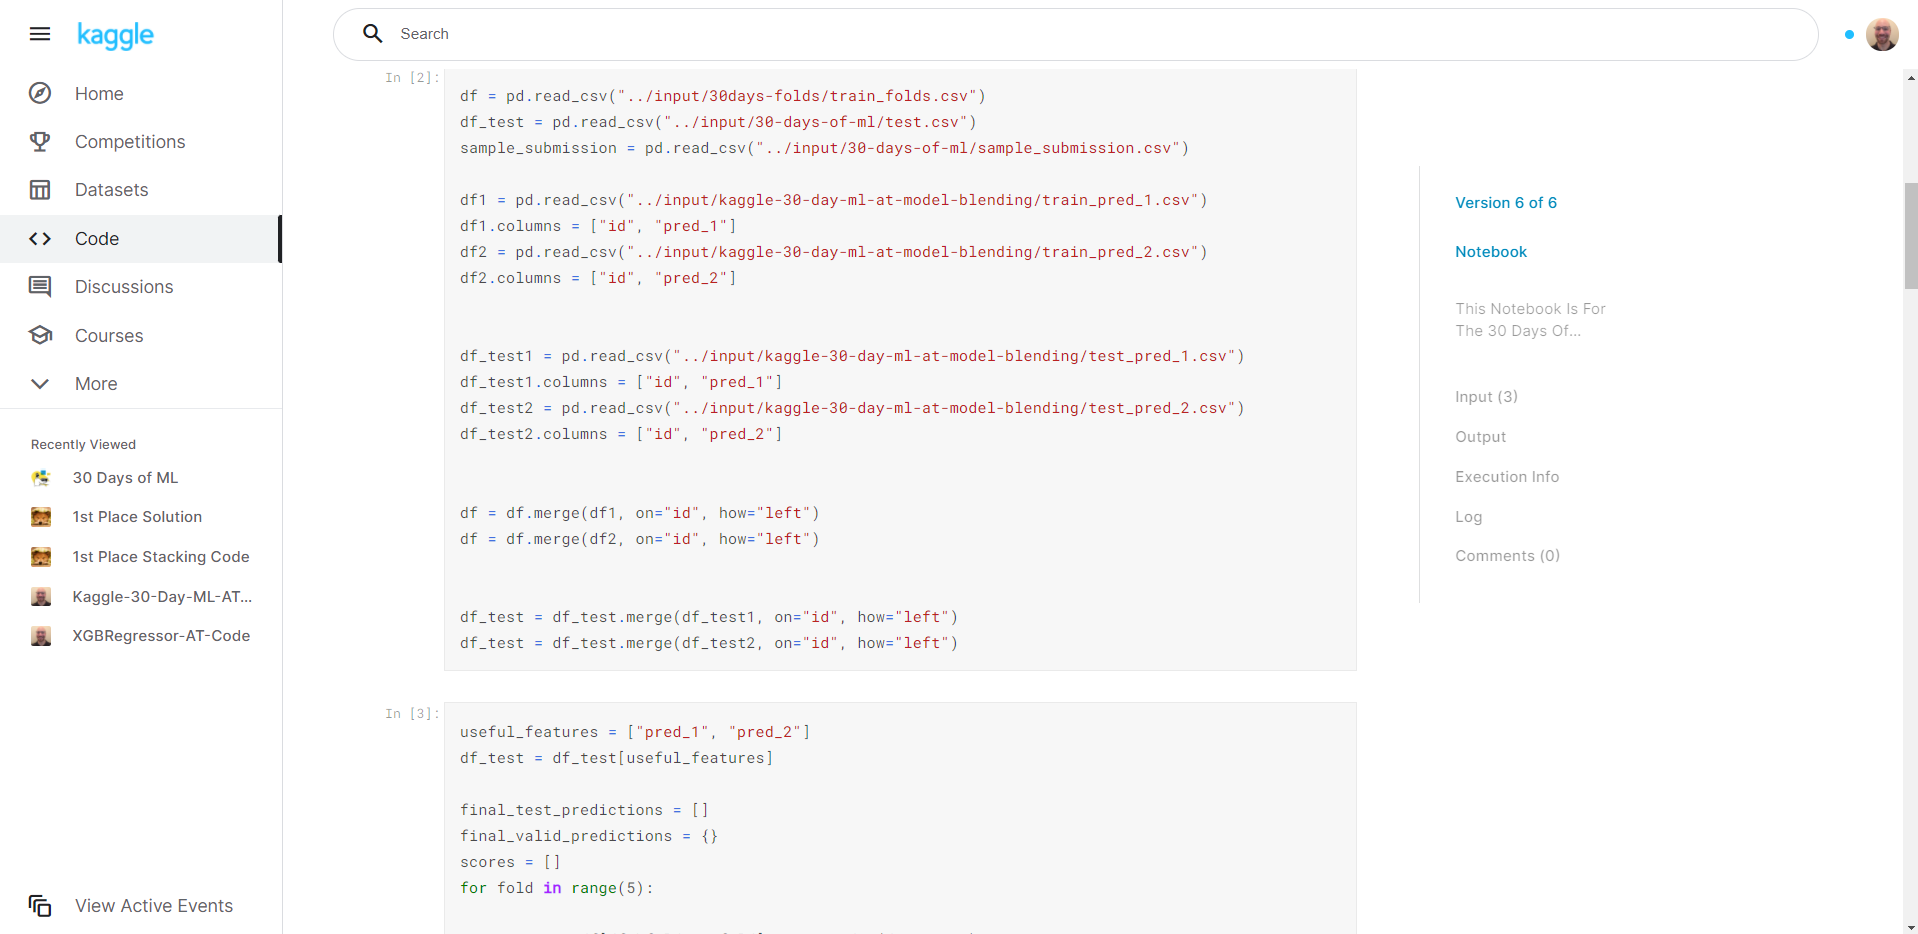 kaggle
Search
Home
Competitions
Datasets
Code
Discussions
Courses
More
Recently Viewed
30 Days of ML
1st Place Solution
1st Place Stacking Code
Kaggle-30-Day-ML-AT...
XGBRegressor-AT-Code
View Active Events
In [2]:
df = pd.read_csv("../input/30days-folds/train_folds.csv")
df_test = pd.read_csv("../input/30-days-of-ml/test.csv")
sample_submission = pd.read_csv("../input/30-days-of-ml/sample_submission.csv")
df1 = pd.read_csv("../input/kaggle-30-day-ml-at-model-blending/train_pred_1.csv")
df1.columns = ["id", "pred_1"]
df2 = pd.read_csv("../input/kaggle-30-day-ml-at-model-blending/train_pred_2.csv")
df2.columns = ["id", "pred_2"]
df_test1 = pd.read_csv("../input/kaggle-30-day-ml-at-model-blending/test_pred_1.csv")
df_test1.columns = ["id", "pred_1"]
df_test2 = pd.read_csv("../input/kaggle-30-day-ml-at-model-blending/test_pred_2.csv")
df_test2.columns = ["id", "pred_2"]
df = df.merge(df1, on="id", how="left")
df = df.merge(df2, on="id", how="left")
df_test = df_test.merge(df_test1, on="id", how="left")
df_test = df_test.merge(df_test2, on="id", how="left")
In [3]:
useful_features = ["pred_1", "pred_2"]
df_test = df_test[useful_features]
final_test_predictions = []
final_valid_predictions = {}
scores = []
for fold in range(5):
Version 6 of 6
Notebook
This Notebook Is For
The 30 Days Of...
Input (3)
Output
Execution Info
Log
Comments (0)